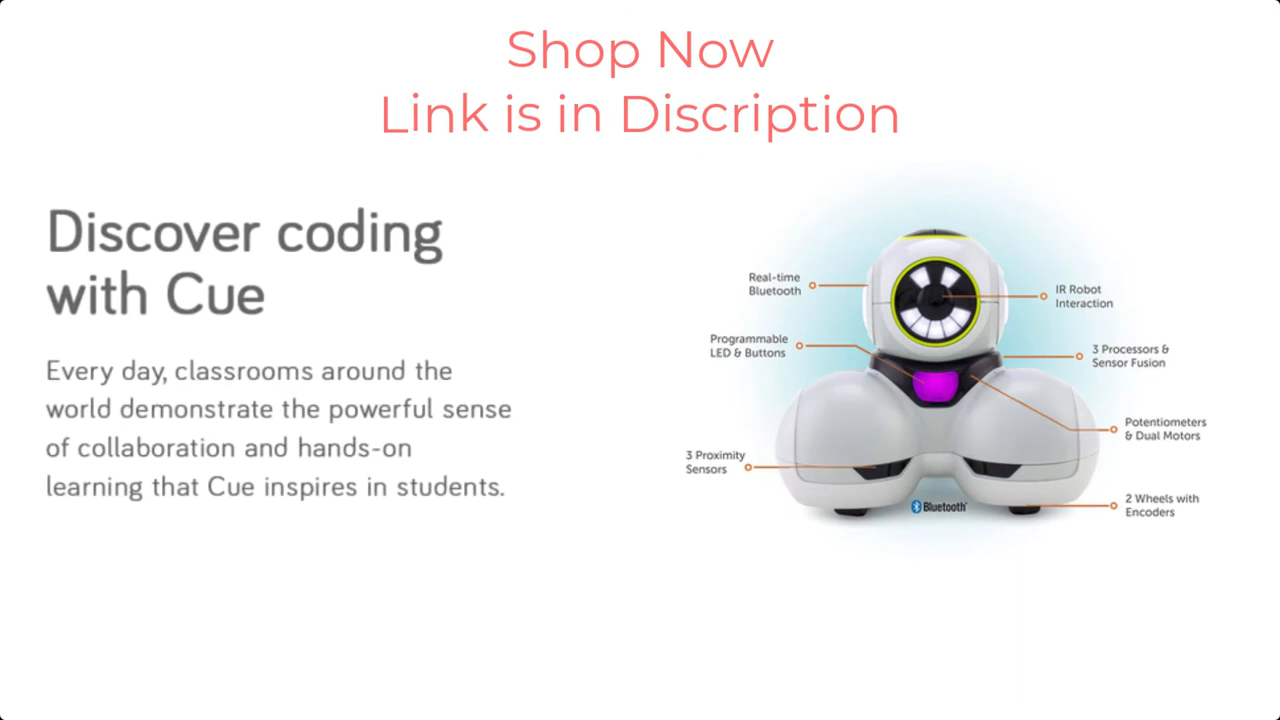 Shop Now
Link is in Discription
Discover coding
with Cue
Every day, classrooms around the
world demonstrate the powerful sense
of collaboration and hands-on
learning that Cue inspires in students.
Real-time
Bluetooth
Programmable
LED & Buttons
3 Proximity
Sensors
IR Robot
Interaction
3 Processors &
Sensor Fusion
Potentiometers
& Dual Motors
2 Wheels with
Encoders
Bluetooth